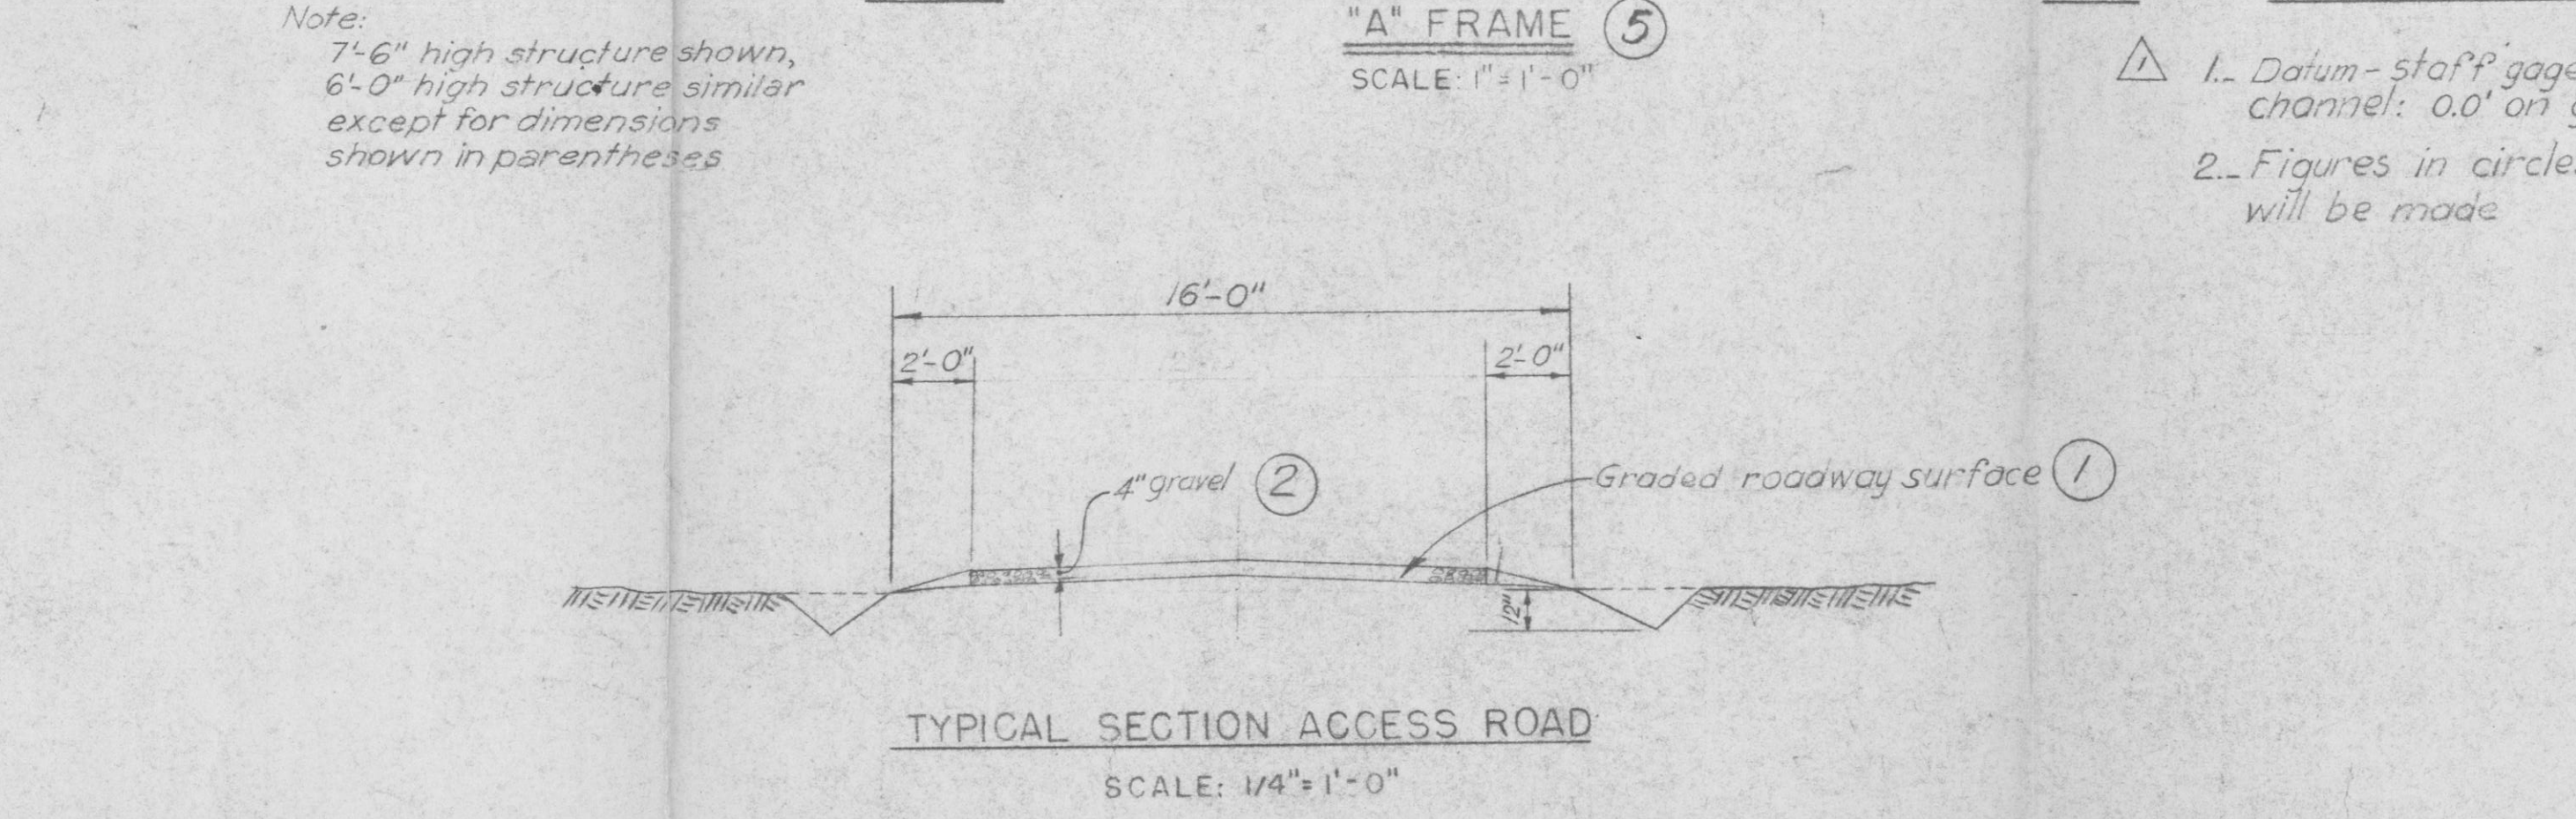 Note:
7'-6" high structure shown,
6'-0" high structure similar
except for dimensions
shown in parentheses
"A" FRAME 5
SCALE: 1" = 1'-0"
1 1.- Datum - staff gage
channel: 0.0' on
2.- Figures in circle
will be made
16'-0"
2'-0" 2'-0"
4" gravel 2
Graded roadway surface 1
12"
TYPICAL SECTION ACCESS ROAD
SCALE: 1/4" = 1'-0"